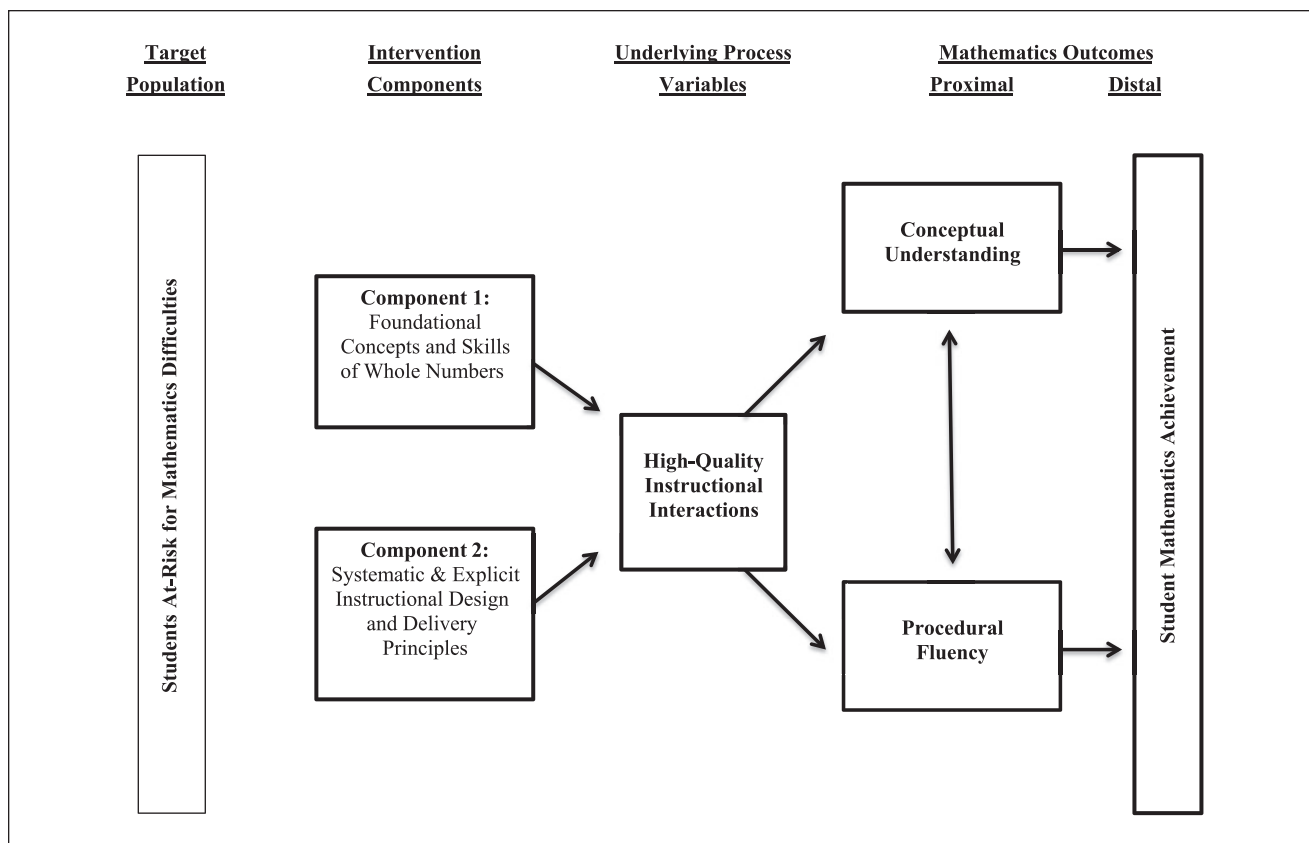 Target
Population
Intervention
Components
Underlying Process
Variables
Mathematics Outcomes
Proximal
Distal
Students At-Risk for Mathematics Difficulties
Component 1:
Foundational
Concepts and Skills
of Whole Numbers
Component 2:
Systematic & Explicit
Instructional Design
and Delivery
Principles
High-Quality
Instructional
Interactions
Conceptual
Understanding
Procedural
Fluency
Student Mathematics Achievement